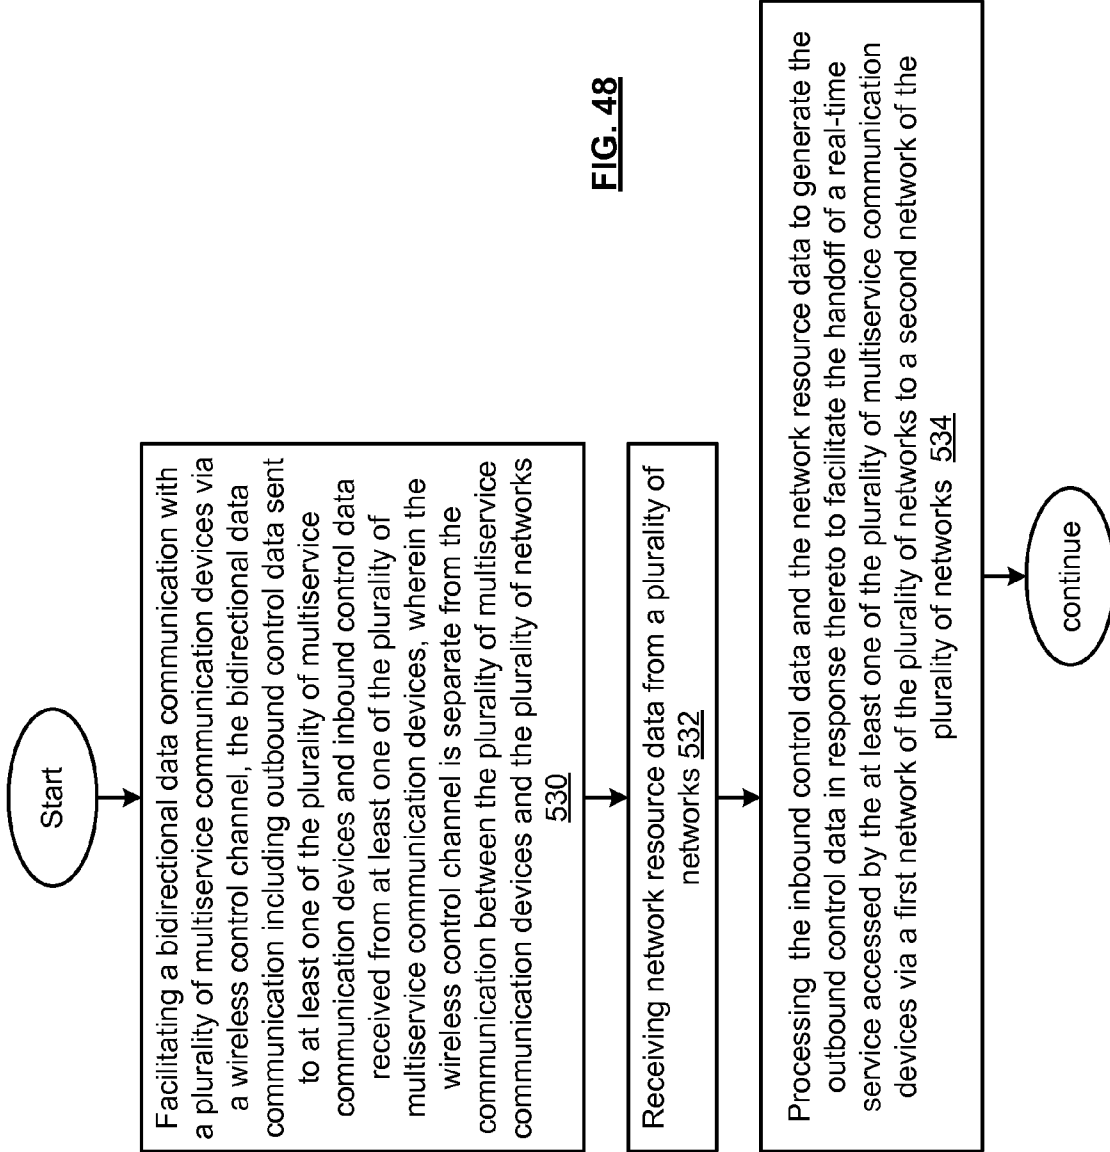 Start
Facilitating a bidirectional data communication with
a plurality of multiservice communication devices via
a wireless control channel, the bidirectional data
communication including outbound control data sent
to at least one of the plurality of multiservice
communication devices and inbound control data
received from at least one of the plurality of
multiservice communication devices, wherein the
wireless control channel is separate from the
communication between the plurality of multiservice
communication devices and the plurality of networks
530
Receiving network resource data from a plurality of
networks 532
Processing the inbound control data and the network resource data to generate the
outbound control data in response thereto to facilitate the handoff of a real-time
service accessed by the at least one of the plurality of multiservice communication
devices via a first network of the plurality of networks to a second network of the
plurality of networks 534
continue
FIG. 48